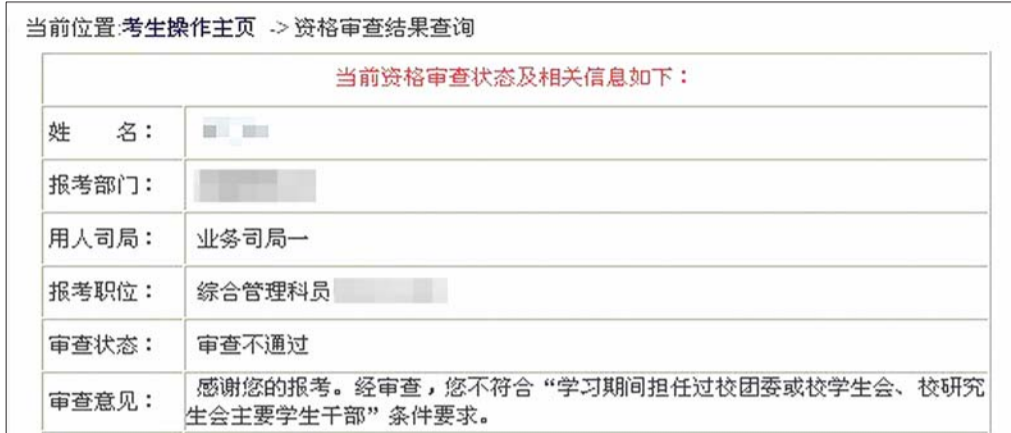 当前位置:考生操作主页 -> 资格审查结果查询
当前资格审查状态及相关信息如下：
姓 名：
报考部门：
用人司局： 业务司局一
报考职位： 综合管理科员
审查状态： 审查不通过
审查意见： 感谢您的报考。经审查，您不符合“学习期间担任过校团委或校学生会、校研究
生会主要学生干部”条件要求。